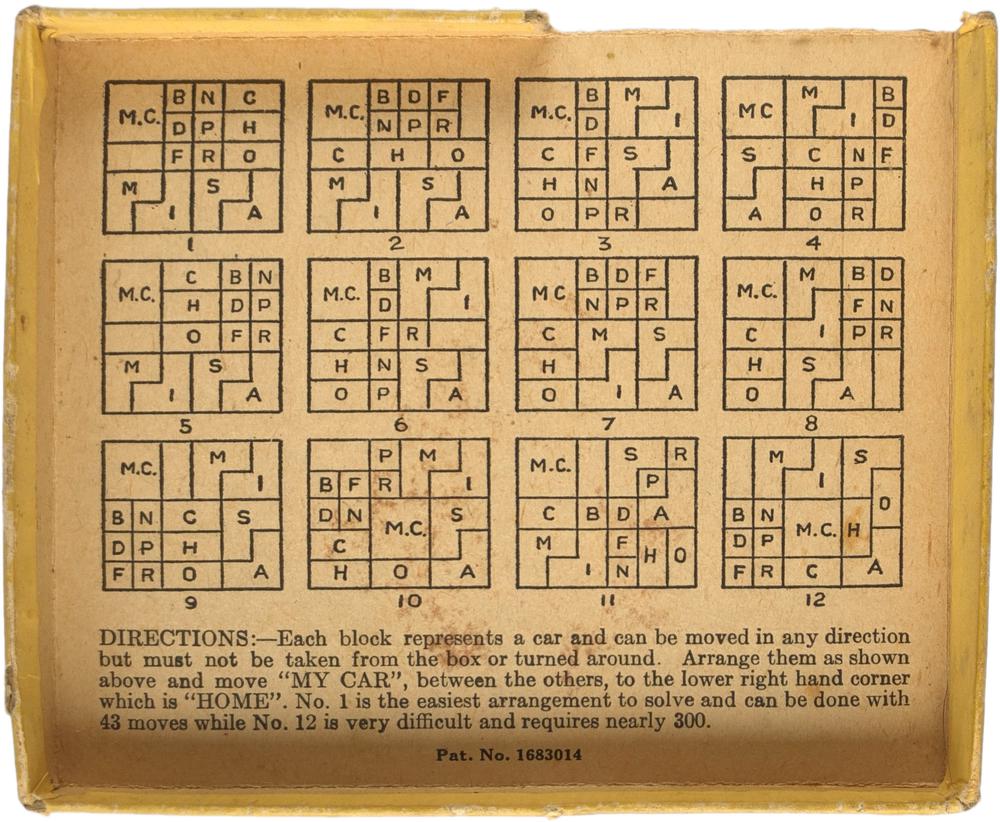 M.C. B N C M.C. B D F M.C. B M MC M B
D P H N P R D I I D
F R O C H O C F S S C N F
M S M S H N A H P
I A I A O P R A O R
1 2 3 4
M.C. C B N M.C. B M MC B D F M.C. M B D
H D P D I N P R F N
O F R C F R C M S C I P R
M S H N S H H S
I A O P A O I A O A
5 6 7 8
M.C. M P M M.C. S R M S
I B F R I P I O
B N C S D N M.C. S C B D A B N M.C. H
D P H C M F H O D P
F R O A H O A I N F R C A
9 10 11 12
DIRECTIONS:—Each block represents a car and can be moved in any direction
but must not be taken from the box or turned around. Arrange them as shown
above and move "MY CAR", between the others, to the lower right hand corner
which is "HOME". No. 1 is the easiest arrangement to solve and can be done with
43 moves while No. 12 is very difficult and requires nearly 300.
Pat. No. 1683014